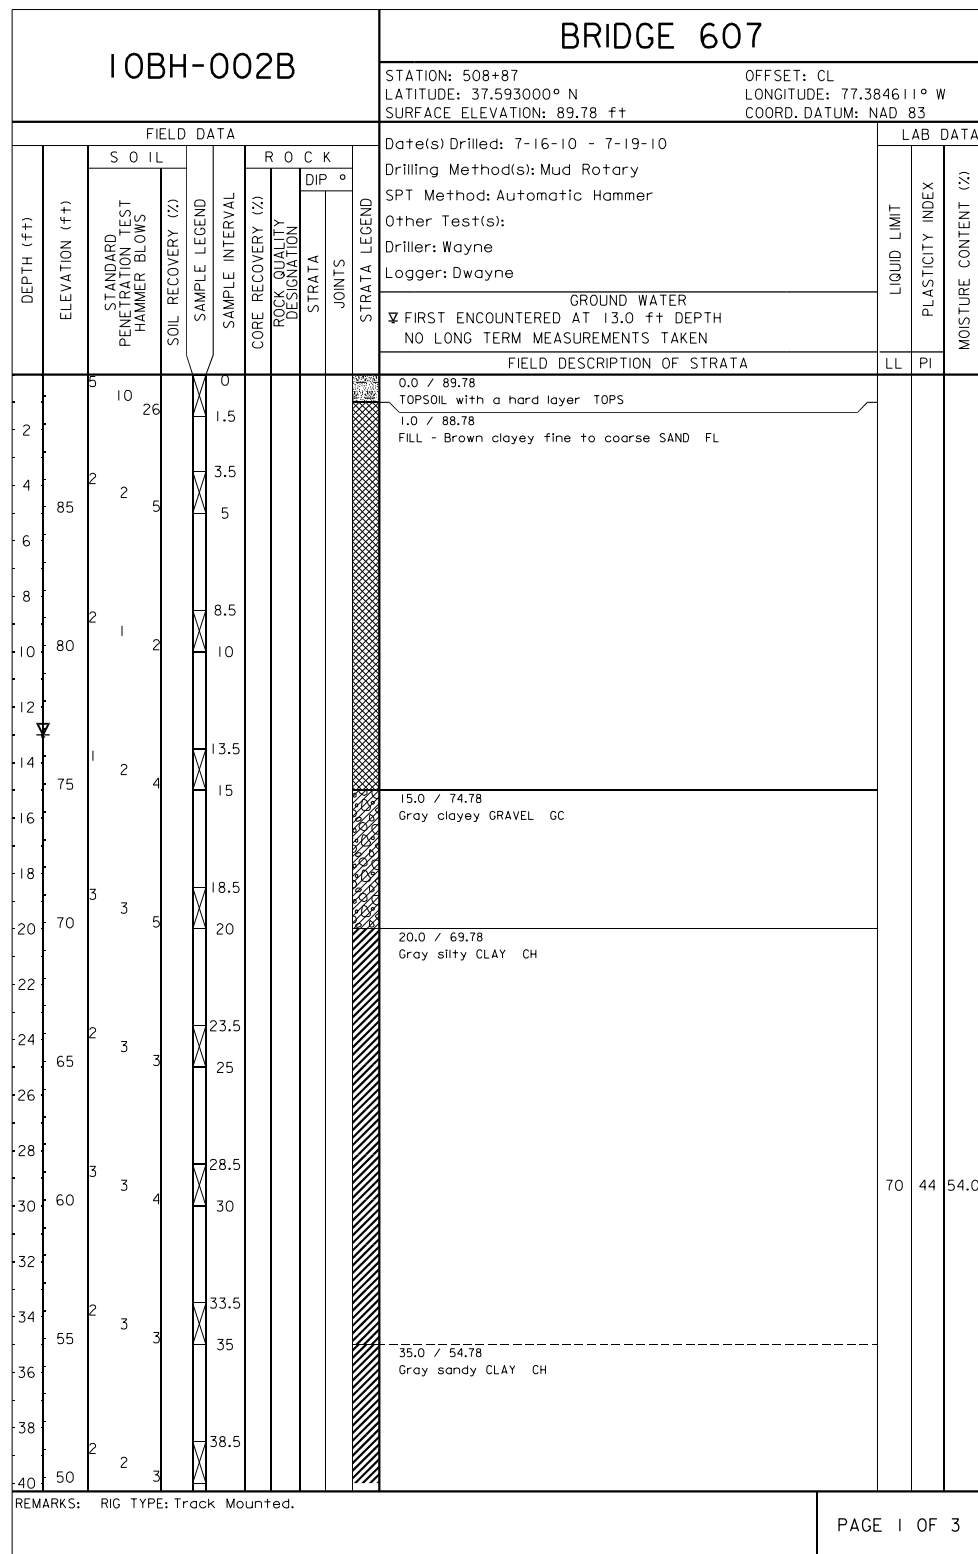 10BH-002B
BRIDGE 607
STATION: 508+87
OFFSET: CL
LATITUDE: 37.593000° N
LONGITUDE: 77.384611° W
SURFACE ELEVATION: 89.78 ft
COORD. DATUM: NAD 83
FIELD DATA
SOIL
ROCK
DIP °
DEPTH (ft)
ELEVATION (ft)
STANDARD
PENETRATION TEST
HAMMER BLOWS
SOIL RECOVERY (%)
SAMPLE LEGEND
SAMPLE INTERVAL
CORE RECOVERY (%)
ROCK QUALITY
DESIGNATION
STRATA
JOINTS
STRATA LEGEND
Date(s) Drilled: 7-16-10 - 7-19-10
Drilling Method(s): Mud Rotary
SPT Method: Automatic Hammer
Other Test(s):
Driller: Wayne
Logger: Dwayne
GROUND WATER
FIRST ENCOUNTERED AT 13.0 ft DEPTH
NO LONG TERM MEASUREMENTS TAKEN
FIELD DESCRIPTION OF STRATA
LAB DATA
LIQUID LIMIT
PLASTICITY INDEX
MOISTURE CONTENT (%)
LL
PI
5 10 26
0
1.5
0.0 / 89.78
TOPSOIL with a hard layer TOPS
1.0 / 88.78
FILL - Brown clayey fine to coarse SAND FL
2
4
85
2 2 5
3.5
5
6
8
10
80
2 1 2
8.5
10
12
14
75
1 2 4
13.5
15
15.0 / 74.78
Gray clayey GRAVEL GC
16
18
20
70
3 3 5
18.5
20
20.0 / 69.78
Gray silty CLAY CH
22
24
65
2 3 3
23.5
25
26
28
30
60
3 3 4
28.5
30
70
44
54.0
32
34
55
2 3 3
33.5
35
35.0 / 54.78
Gray sandy CLAY CH
36
38
40
50
2 2 3
38.5
REMARKS: RIG TYPE: Track Mounted.
PAGE 1 OF 3